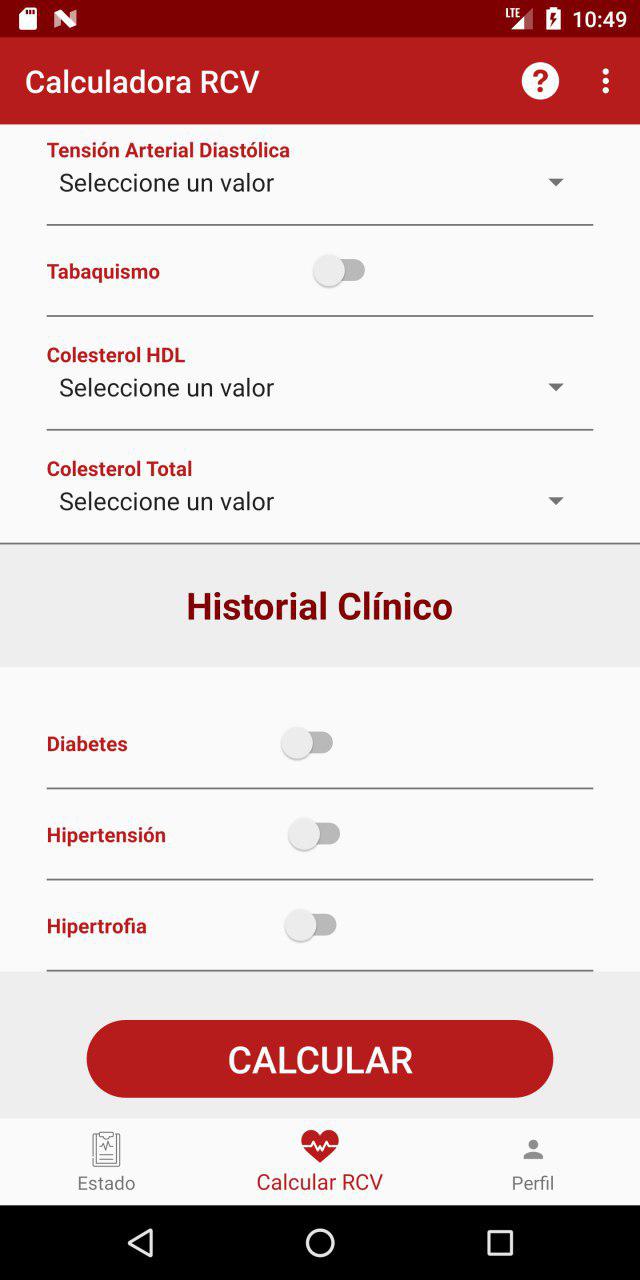 LTE 10:49
Calculadora RCV ?
Tensión Arterial Diastólica
Seleccione un valor
Tabaquismo
Colesterol HDL
Seleccione un valor
Colesterol Total
Seleccione un valor
Historial Clínico
Diabetes
Hipertensión
Hipertrofia
CALCULAR
Estado Calcular RCV Perfil